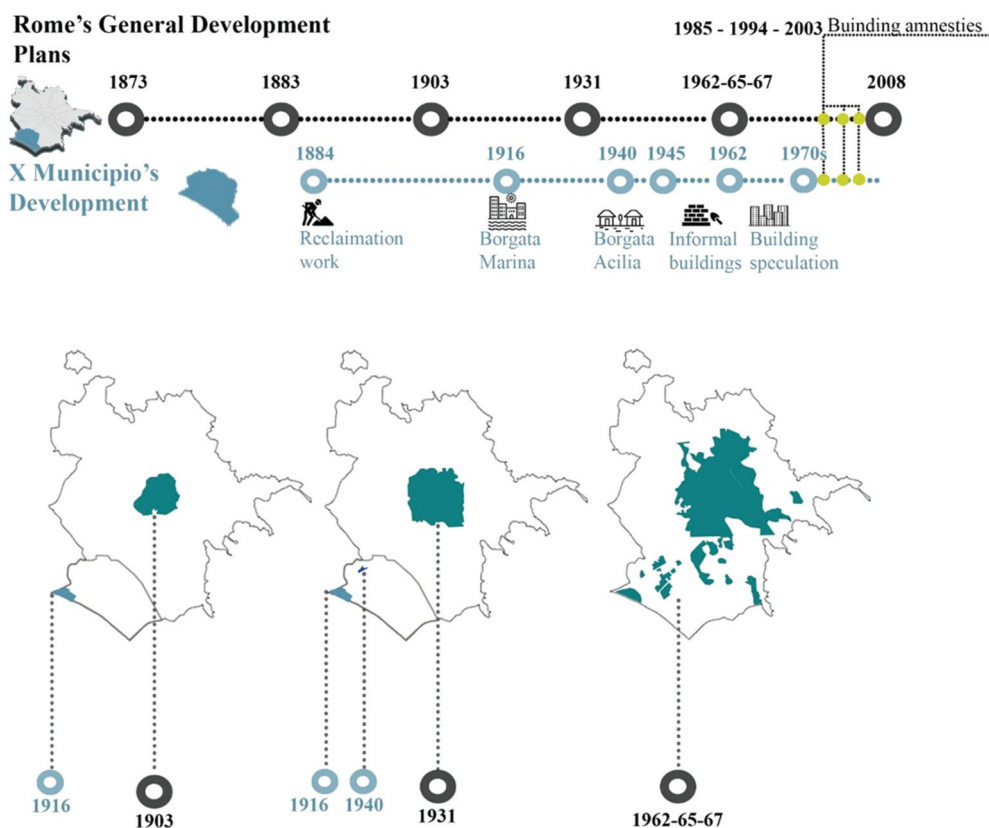 Rome's General Development
Plans
1985 - 1994 - 2003 Buinding amnesties
1873
1883
1903
1931
1962-65-67
2008
X Municipio's
Development
1884
1916
1940
1945
1962
1970s
Reclaimation
work
Borgata
Marina
Borgata
Acilia
Informal
buildings
Building
speculation
1916
1903
1916
1940
1931
1962-65-67